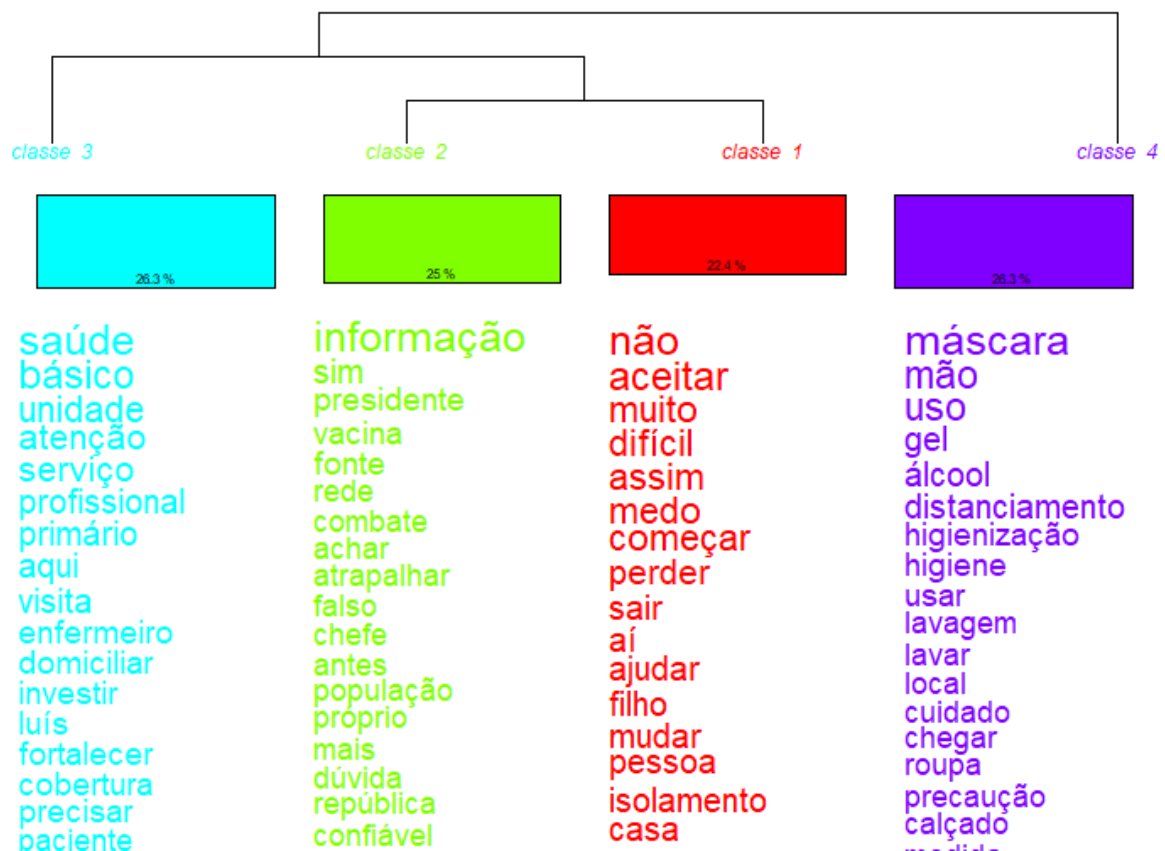 classe 3
classe 2
classe 1
classe 4
26.3 %
25 %
22.4 %
26.3 %
saúde
básico
unidade
atenção
serviço
profissional
primário
aqui
visita
enfermeiro
domiciliar
investir
luís
fortalecer
cobertura
precisar
paciente
informação
sim
presidente
vacina
fonte
rede
combate
achar
atrapalhar
falso
chefe
antes
população
próprio
mais
dúvida
república
confiável
não
aceitar
muito
difícil
assim
medo
começar
perder
sair
aí
ajudar
filho
mudar
pessoa
isolamento
casa
máscara
mão
uso
gel
álcool
distanciamento
higienização
higiene
usar
lavagem
lavar
local
cuidado
chegar
roupa
precaução
calçado